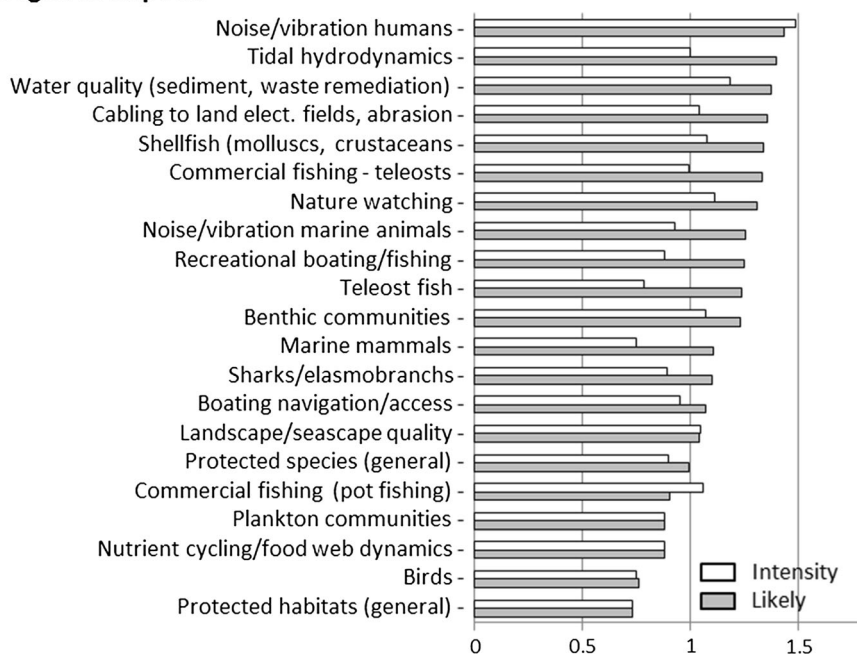 Noise/vibration humans -
Tidal hydrodynamics -
Water quality (sediment, waste remediation) -
Cabling to land elect. fields, abrasion -
Shellfish (molluscs, crustaceans -
Commercial fishing - teleosts -
Nature watching -
Noise/vibration marine animals -
Recreational boating/fishing -
Teleost fish -
Benthic communities -
Marine mammals -
Sharks/elasmobranchs -
Boating navigation/access -
Landscape/seascape quality -
Protected species (general) -
Commercial fishing (pot fishing) -
Plankton communities -
Nutrient cycling/food web dynamics -
Birds -
Protected habitats (general) -
Intensity
Likely
0 0.5 1 1.5